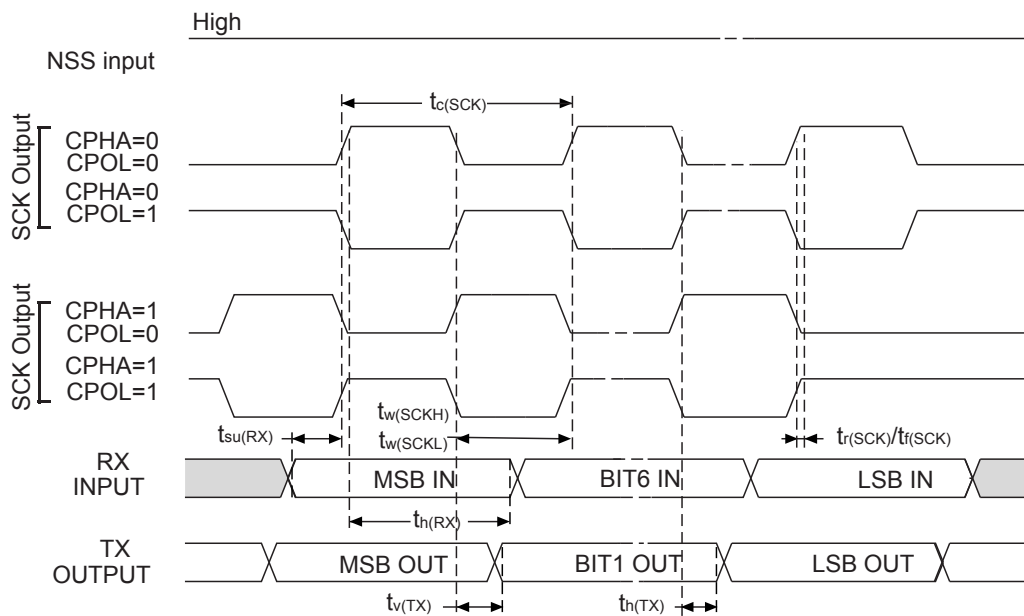 High
NSS input
tc(SCK)
SCK Output
CPHA=0
CPOL=0
CPHA=0
CPOL=1
SCK Output
CPHA=1
CPOL=0
CPHA=1
CPOL=1
tw(SCKH)
tw(SCKL)
tsu(RX)
tr(SCK)/tf(SCK)
RX
INPUT
MSB IN
BIT6 IN
LSB IN
th(RX)
TX
OUTPUT
MSB OUT
BIT1 OUT
LSB OUT
tv(TX)
th(TX)